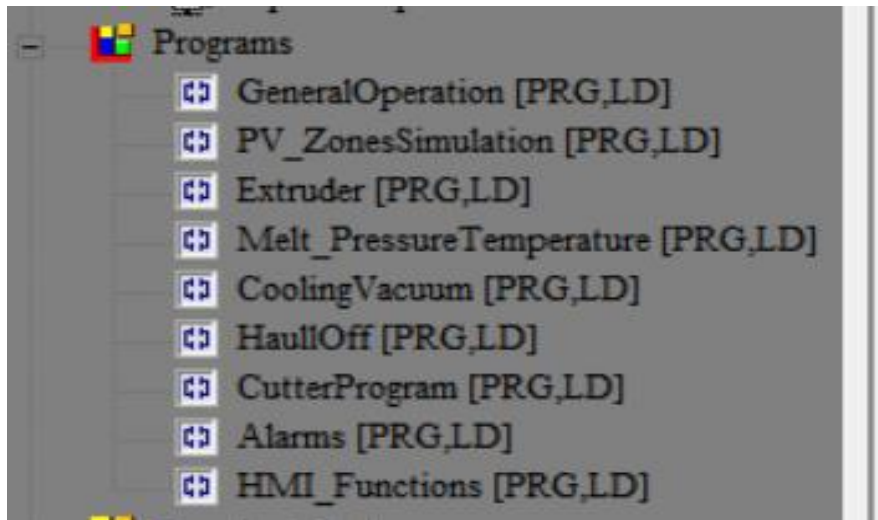 Programs
GeneralOperation [PRG,LD]
PV_ZonesSimulation [PRG,LD]
Extruder [PRG,LD]
Melt_PressureTemperature [PRG,LD]
CoolingVacuum [PRG,LD]
HaullOff [PRG,LD]
CutterProgram [PRG,LD]
Alarms [PRG,LD]
HMI_Functions [PRG,LD]